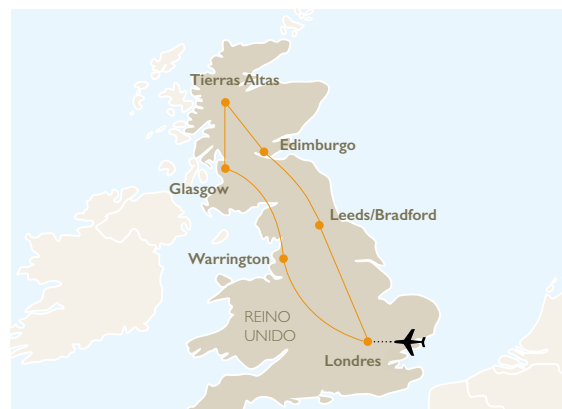 Tierras Altas
Edimburgo
Glasgow
Leeds/Bradford
Warrington
REINO
UNIDO
Londres